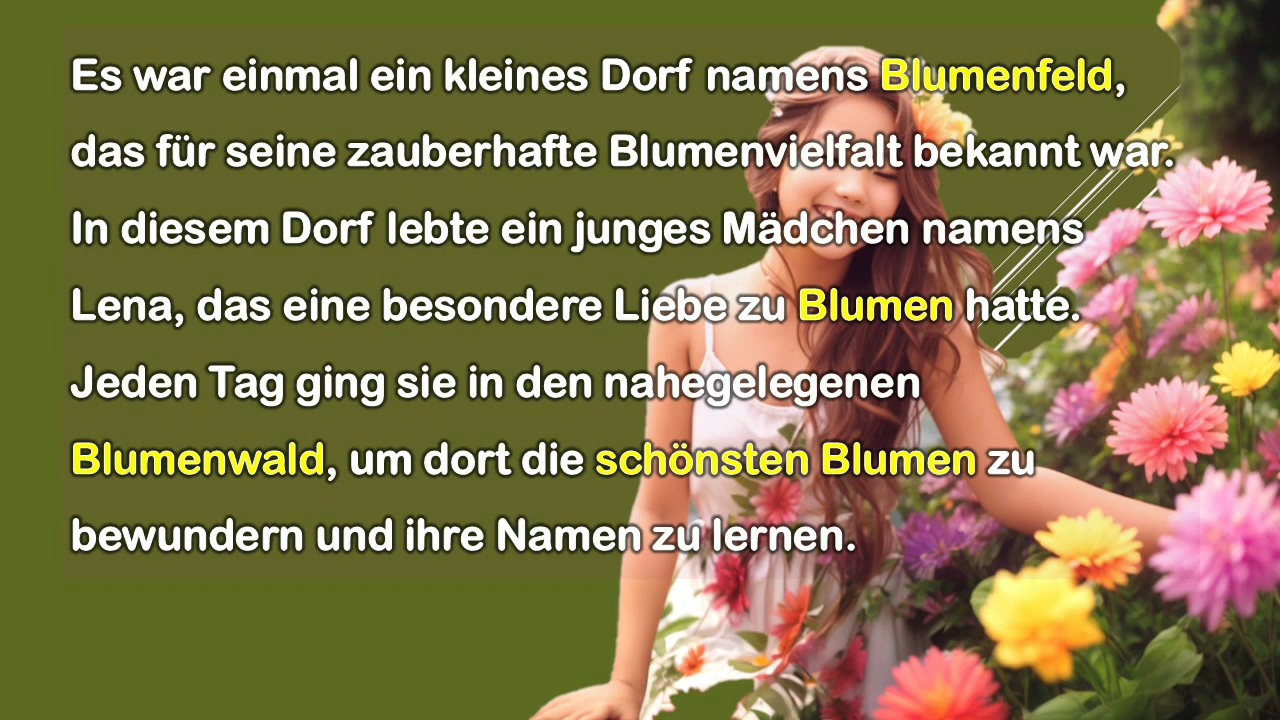 Es war einmal ein kleines Dorf namens Blumenfeld,
das für seine zauberhafte Blumenvielfalt bekannt war.
In diesem Dorf lebte ein junges Mädchen namens
Lena, das eine besondere Liebe zu Blumen hatte.
Jeden Tag ging sie in den nahegelegenen
Blumenwald, um dort die schönsten Blumen zu
bewundern und ihre Namen zu lernen.